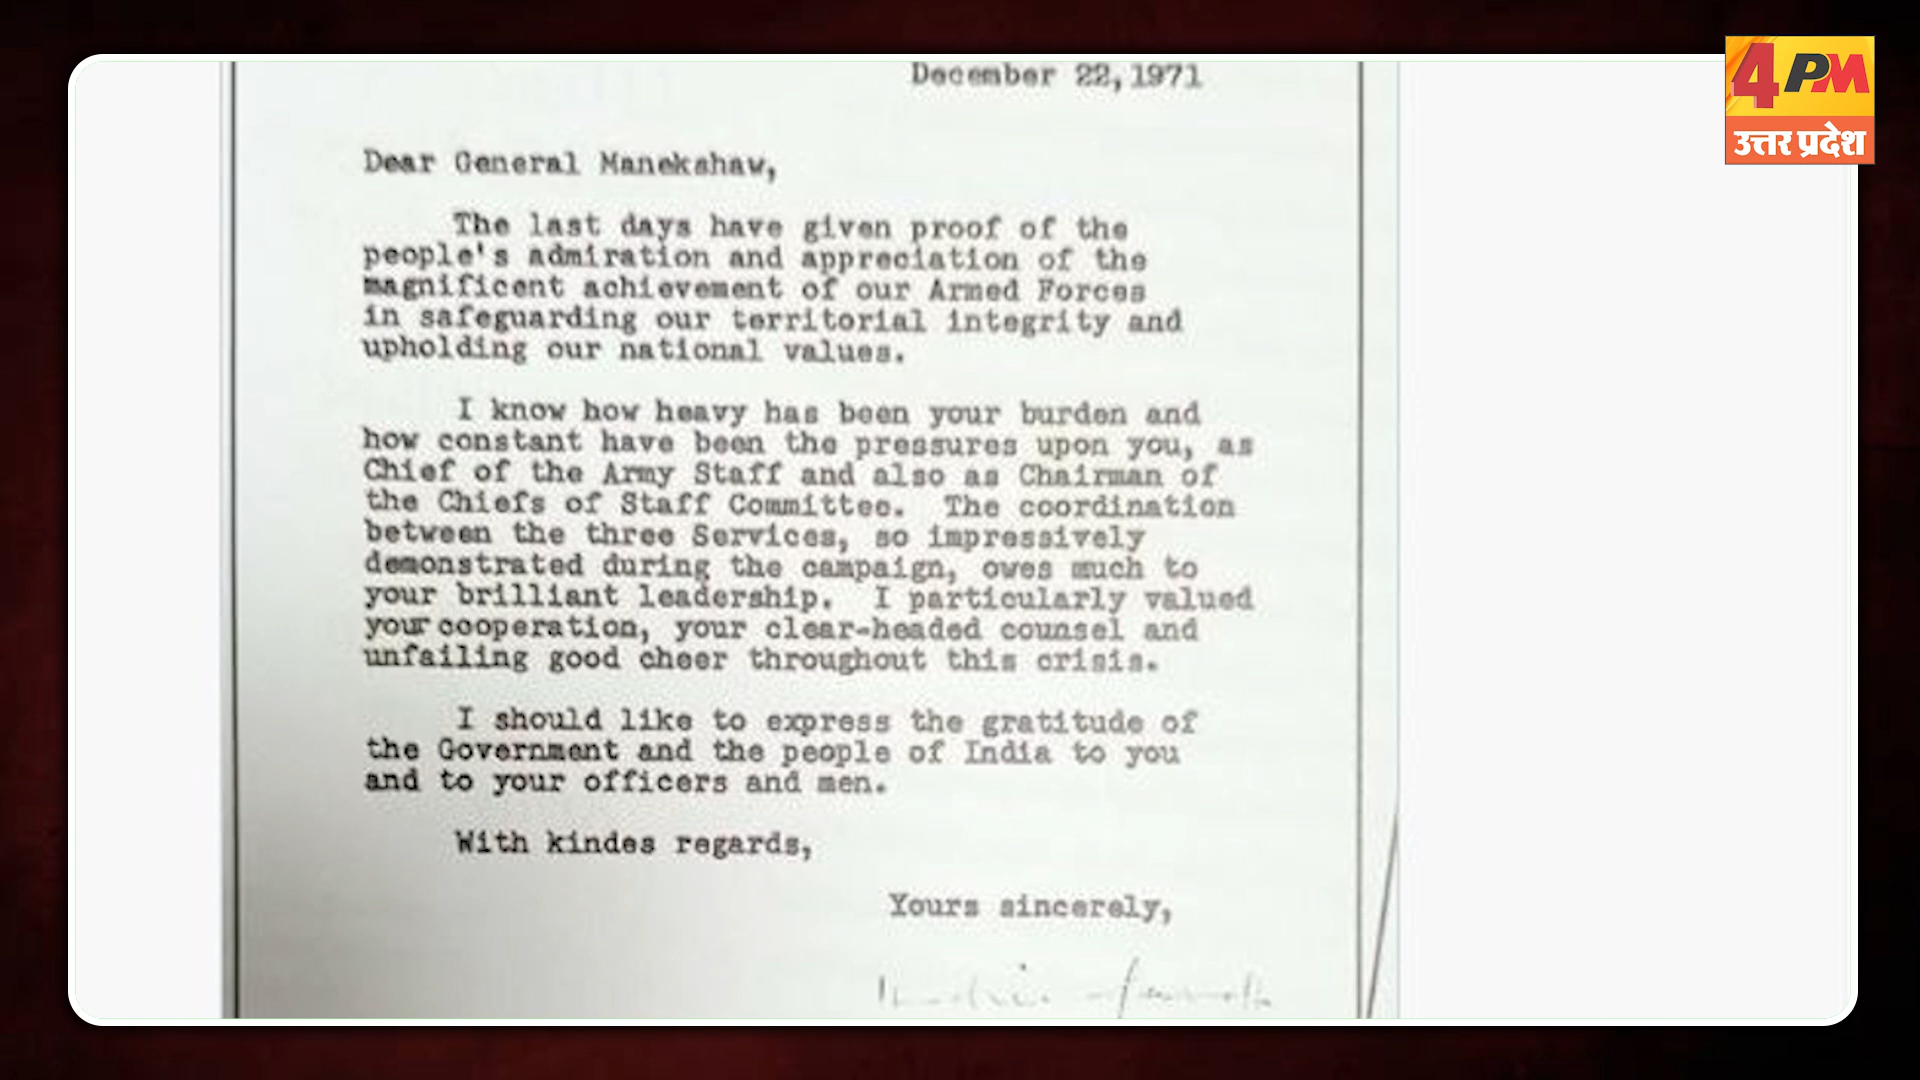 4PM
उत्तर प्रदेश
December 22, 1971
Dear General Manekshaw,
The last days have given proof of the
people's admiration and appreciation of the
magnificent achievement of our Armed Forces
in safeguarding our territorial integrity and
upholding our national values.
I know how heavy has been your burden and
how constant have been the pressures upon you, as
Chief of the Army Staff and also as Chairman of
the Chiefs of Staff Committee. The coordination
between the three Services, so impressively
demonstrated during the campaign, owes much to
your brilliant leadership. I particularly valued
your cooperation, your clear-headed counsel and
unfailing good cheer throughout this crisis.
I should like to express the gratitude of
the Government and the people of India to you
and to your officers and men.
With kindes regards,
Yours sincerely,